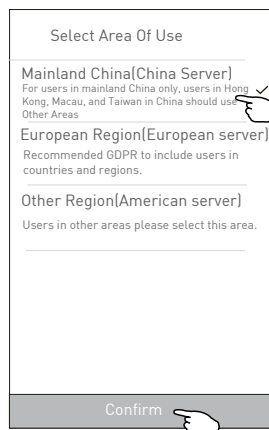 Select Area Of Use
Mainland China(China Server)
For users in mainland China only, users in Hong
Kong, Macau, and Taiwan in China should use
Other Areas
European Region(European server)
Recommended GDPR to include users in
countries and regions.
Other Region(American server)
Users in other areas please select this area.
Confirm